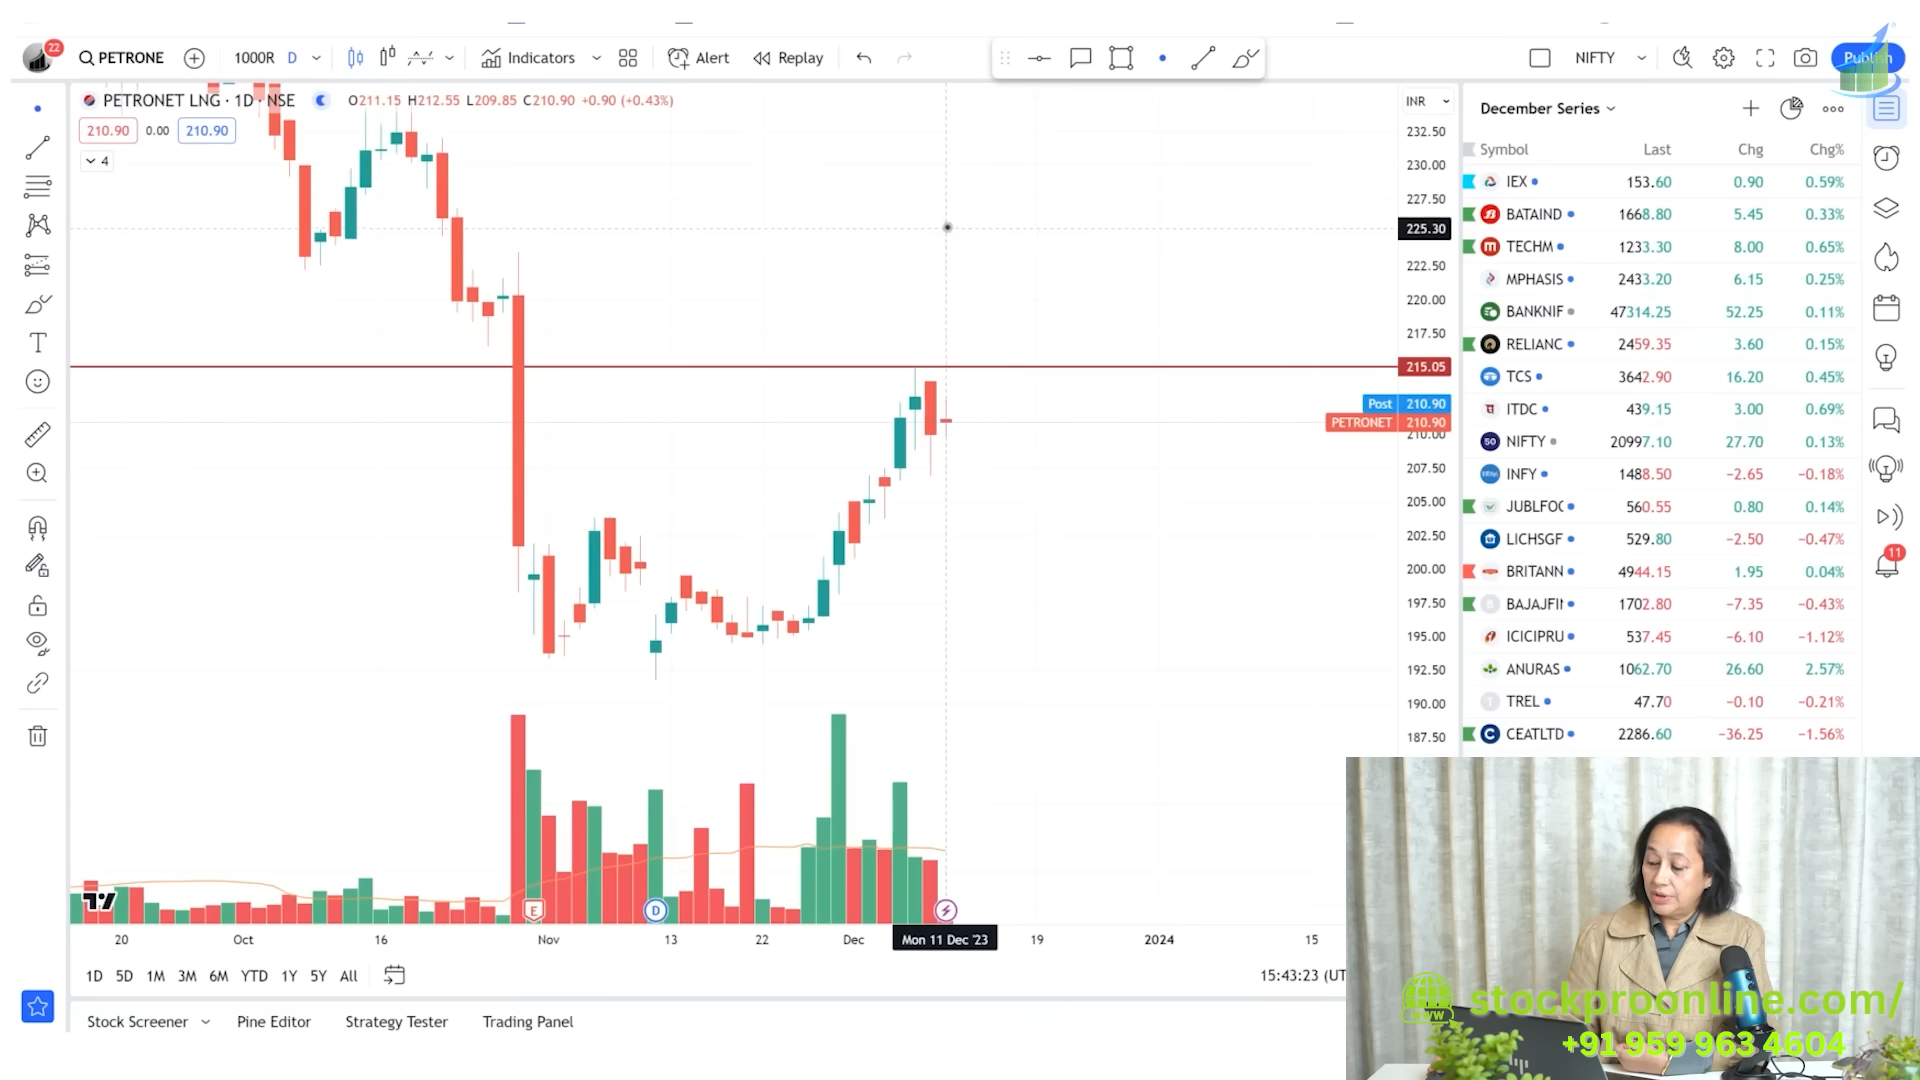 22
PETRONE
1000R D
Indicators
Alert
Replay
NIFTY
Publish
PETRONET LNG · 1D · NSE
O211.15 H212.55 L209.85 C210.90 +0.90 (+0.43%)
210.90 0.00 210.90
4
INR
232.50
230.00
227.50
225.30
222.50
220.00
217.50
215.05
Post 210.90
PETRONET 210.90
210.00
207.50
205.00
202.50
200.00
197.50
195.00
192.50
190.00
187.50
E
D
20
Oct
16
Nov
13
22
Dec
Mon 11 Dec '23
19
2024
15
1D 5D 1M 3M 6M YTD 1Y 5Y All
15:43:23 (UT
Stock Screener
Pine Editor
Strategy Tester
Trading Panel
December Series
Symbol Last Chg Chg%
IEX 153.60 0.90 0.59%
BATAIND 1668.80 5.45 0.33%
TECHM 1233.30 8.00 0.65%
MPHASIS 2433.20 6.15 0.25%
BANKNIF 47314.25 52.25 0.11%
RELIANC 2459.35 3.60 0.15%
TCS 3642.90 16.20 0.45%
ITDC 439.15 3.00 0.69%
50 NIFTY 20997.10 27.70 0.13%
INFY 1488.50 −2.65 −0.18%
JUBLFOC 560.55 0.80 0.14%
LICHSGF 529.80 −2.50 −0.47%
BRITANN 4944.15 1.95 0.04%
B BAJAJFIN 1702.80 −7.35 −0.43%
ICICIPRU 537.45 −6.10 −1.12%
ANURAS 1062.70 26.60 2.57%
T TREL 47.70 −0.10 −0.21%
C CEATLTD 2286.60 −36.25 −1.56%
11
www
stockproonline.com/
+91 959 963 4604
hp